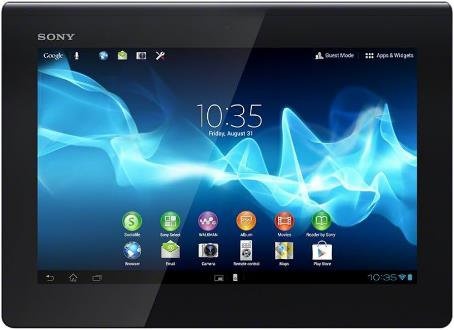 SONY
Google Guest Mode Apps & Widgets
10:35
Friday, August 31
Socialife Sony Select WALKMAN Album Movies Reader by Sony
Browser Email Camera Remote control Maps Play Store
10:35